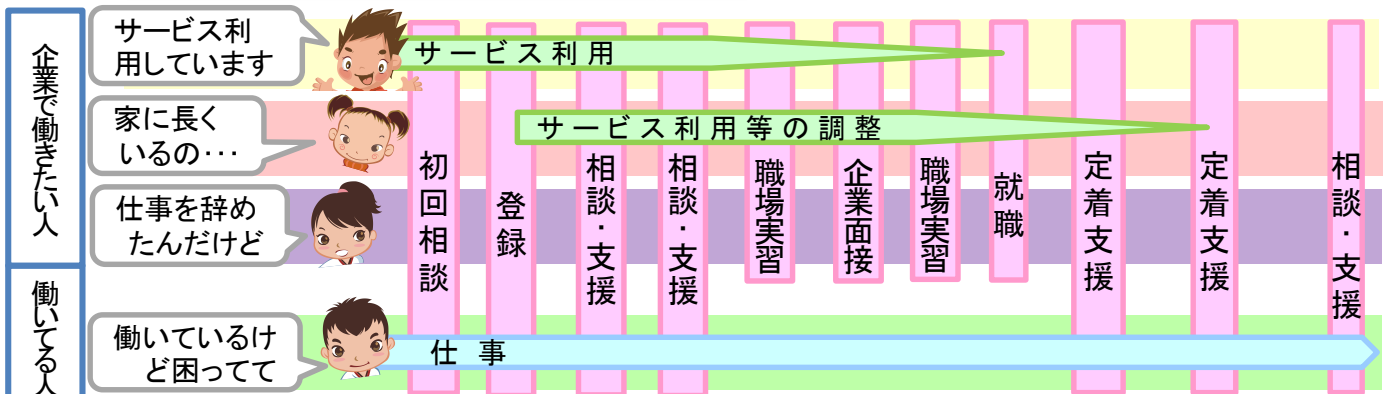 企業で働きたい人
働いてる人
サービス利
用しています
家に長く
いるの・・・
仕事を辞め
たんだけど
働いているけ
ど困ってて
サービス利用
サービス利用等の調整
初回相談
登録
相談・支援
相談・支援
職場実習
企業面接
職場実習
就職
定着支援
定着支援
相談・支援
仕事